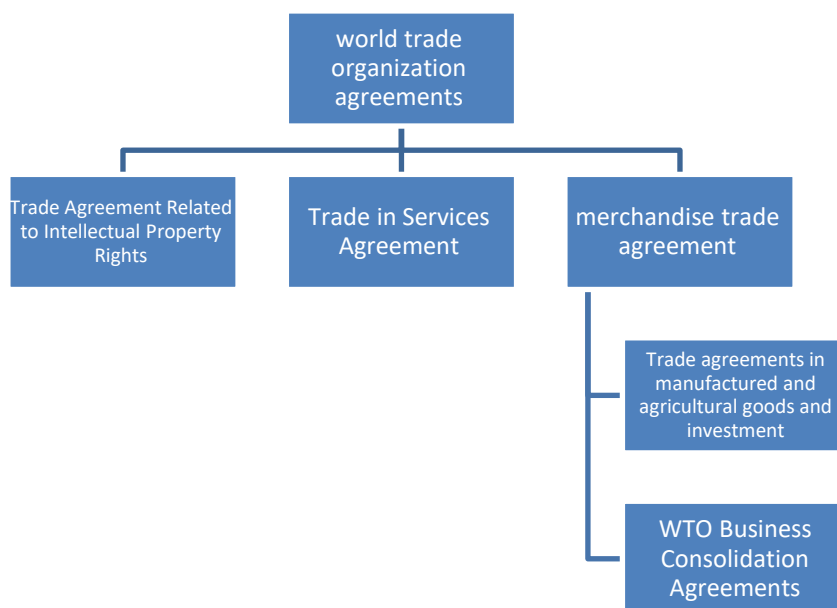 world trade
organization
agreements
Trade Agreement Related
to Intellectual Property
Rights
Trade in Services
Agreement
merchandise trade
agreement
Trade agreements in
manufactured and
agricultural goods and
investment
WTO Business
Consolidation
Agreements